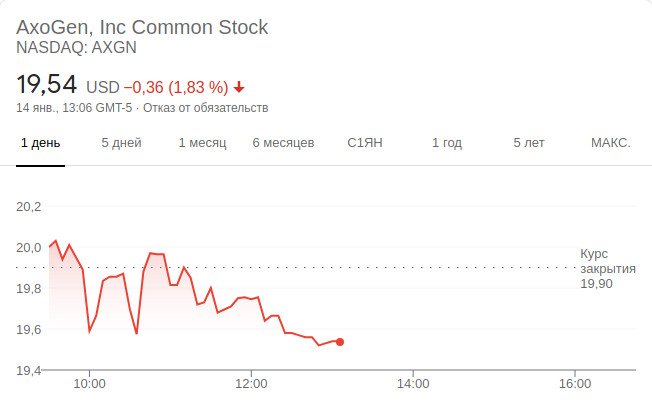 AxoGen, Inc Common Stock
NASDAQ: AXGN
19,54 USD −0,36 (1,83 %)
14 янв., 13:06 GMT-5 · Отказ от обязательств
1 день 5 дней 1 месяц 6 месяцев С1ЯН 1 год 5 лет МАКС.
20,2
20,0
Курс
закрытия
19,90
19,8
19,6
19,4
10:00 12:00 14:00 16:00